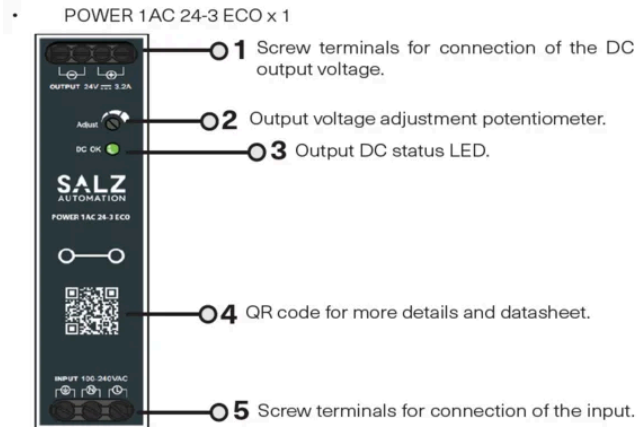 • POWER 1AC 24-3 ECO x 1
1 Screw terminals for connection of the DC
output voltage.
OUTPUT 24V ⎓ 3.2A
Adjust
2 Output voltage adjustment potentiometer.
DC OK
3 Output DC status LED.
SALZ
AUTOMATION
POWER 1AC 24-3 ECO
4 QR code for more details and datasheet.
INPUT 100-240VAC
N L
5 Screw terminals for connection of the input.